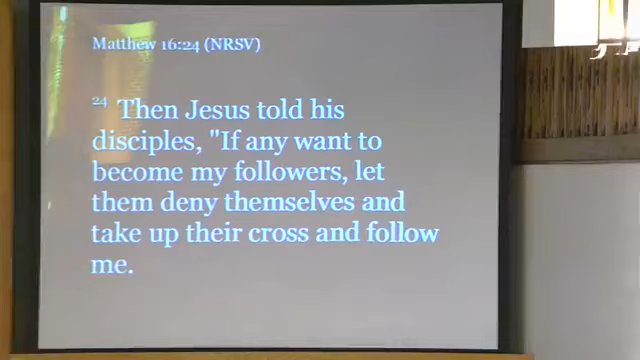 Matthew 16:24 (NRSV)
24 Then Jesus told his
disciples, "If any want to
become my followers, let
them deny themselves and
take up their cross and follow
me.